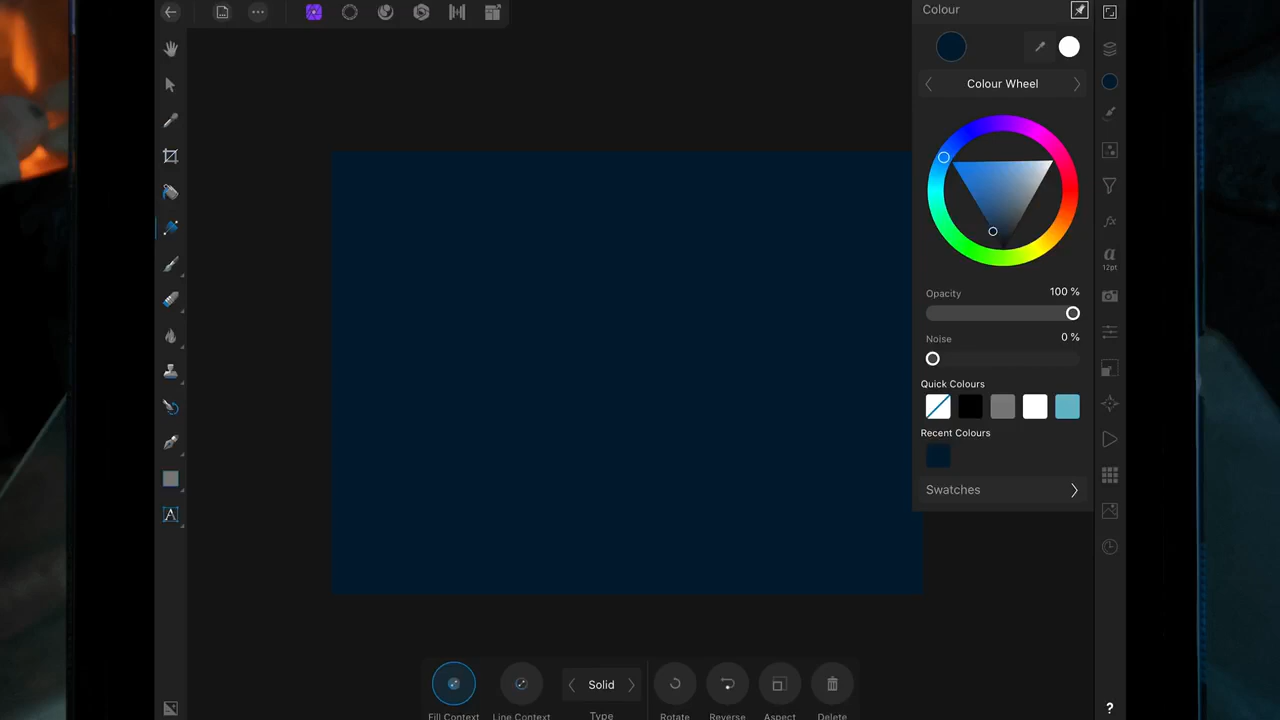 Colour
Colour Wheel
Opacity 100 %
Noise 0 %
Quick Colours
Recent Colours
Swatches
A
a
12pt
fx
Solid
Fill Context Line Context Type Rotate Reverse Aspect Delete
?